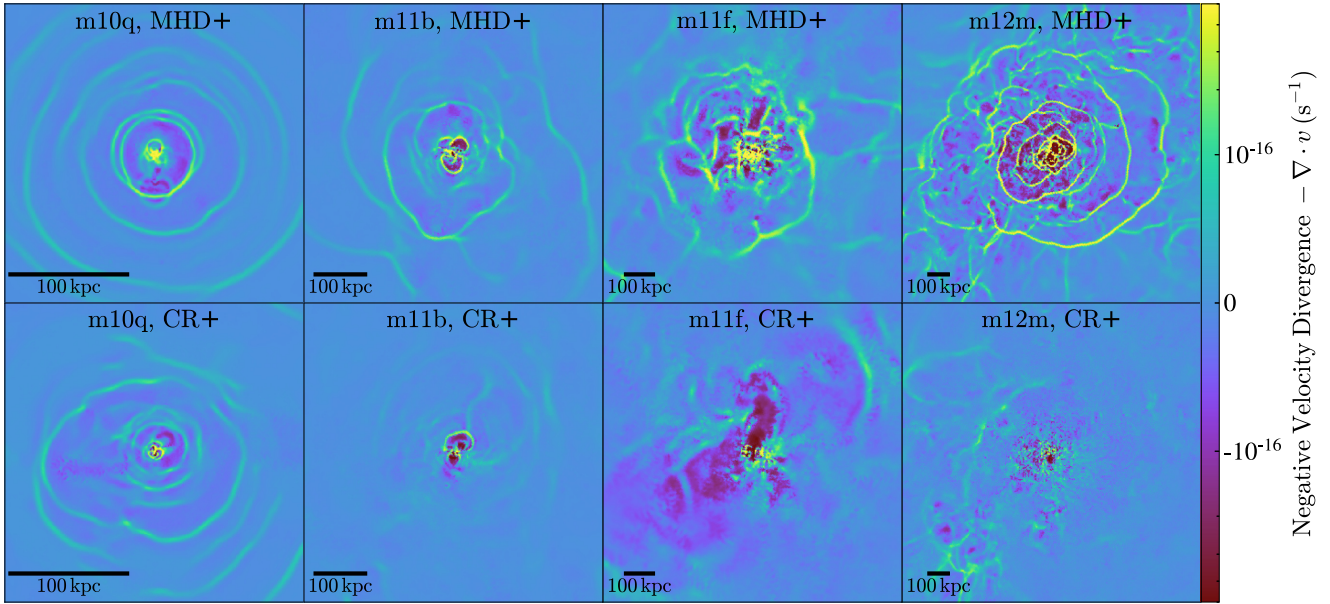 m10q, MHD+
m11b, MHD+
m11f, MHD+
m12m, MHD+
100 kpc
100 kpc
100 kpc
100 kpc
m10q, CR+
m11b, CR+
m11f, CR+
m12m, CR+
100 kpc
100 kpc
100 kpc
100 kpc
10⁻¹⁶
0
-10⁻¹⁶
Negative Velocity Divergence − ∇ · v (s⁻¹)